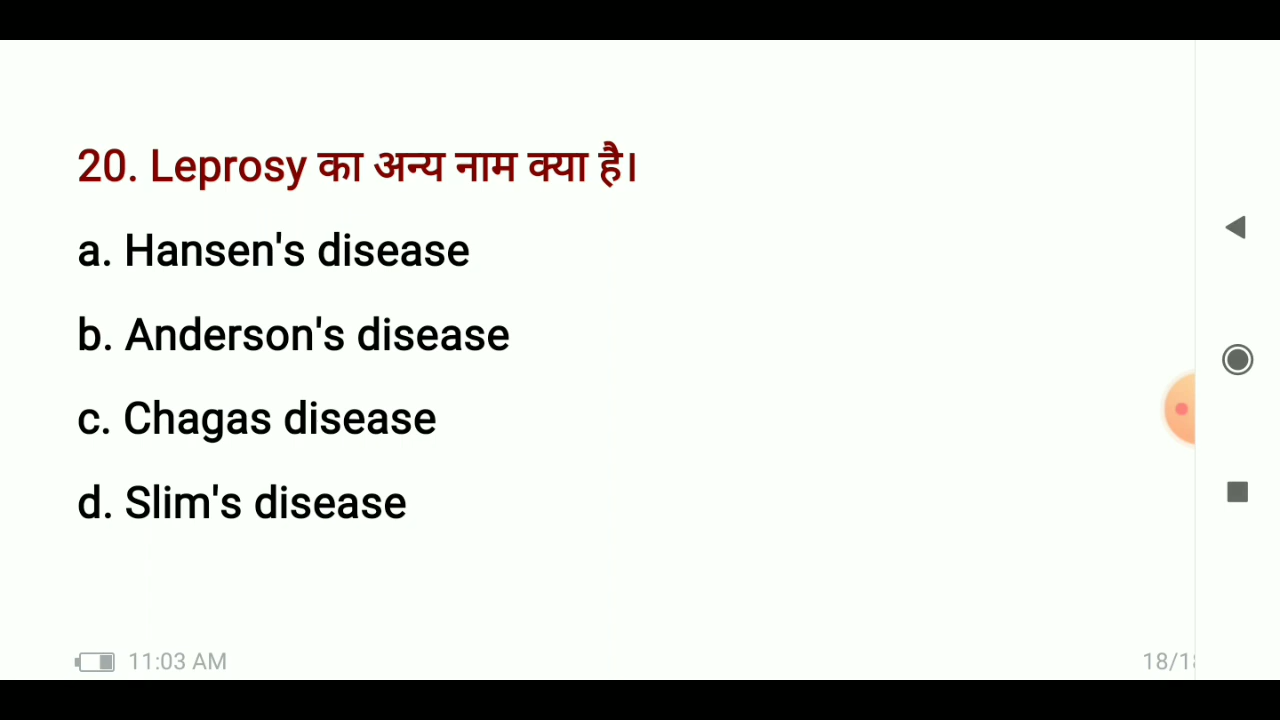 20. Leprosy का अन्य नाम क्या है।
a. Hansen's disease
b. Anderson's disease
c. Chagas disease
d. Slim's disease
11:03 AM